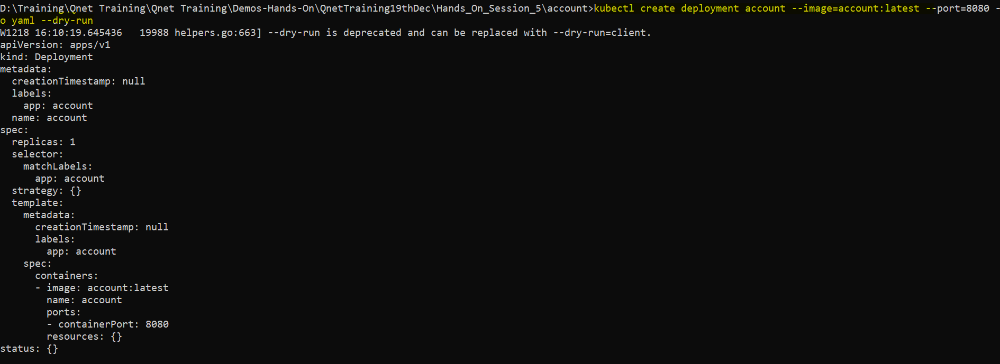 D:\Training\Qnet Training\Qnet Training\Demos-Hands-On\QnetTraining19thDec\Hands_On_Session_5\account>kubectl create deployment account --image=account:latest --port=8080 -
o yaml --dry-run
W1218 16:10:19.645436   19988 helpers.go:663] --dry-run is deprecated and can be replaced with --dry-run=client.
apiVersion: apps/v1
kind: Deployment
metadata:
  creationTimestamp: null
  labels:
    app: account
  name: account
spec:
  replicas: 1
  selector:
    matchLabels:
      app: account
  strategy: {}
  template:
    metadata:
      creationTimestamp: null
      labels:
        app: account
    spec:
      containers:
      - image: account:latest
        name: account
        ports:
        - containerPort: 8080
        resources: {}
status: {}